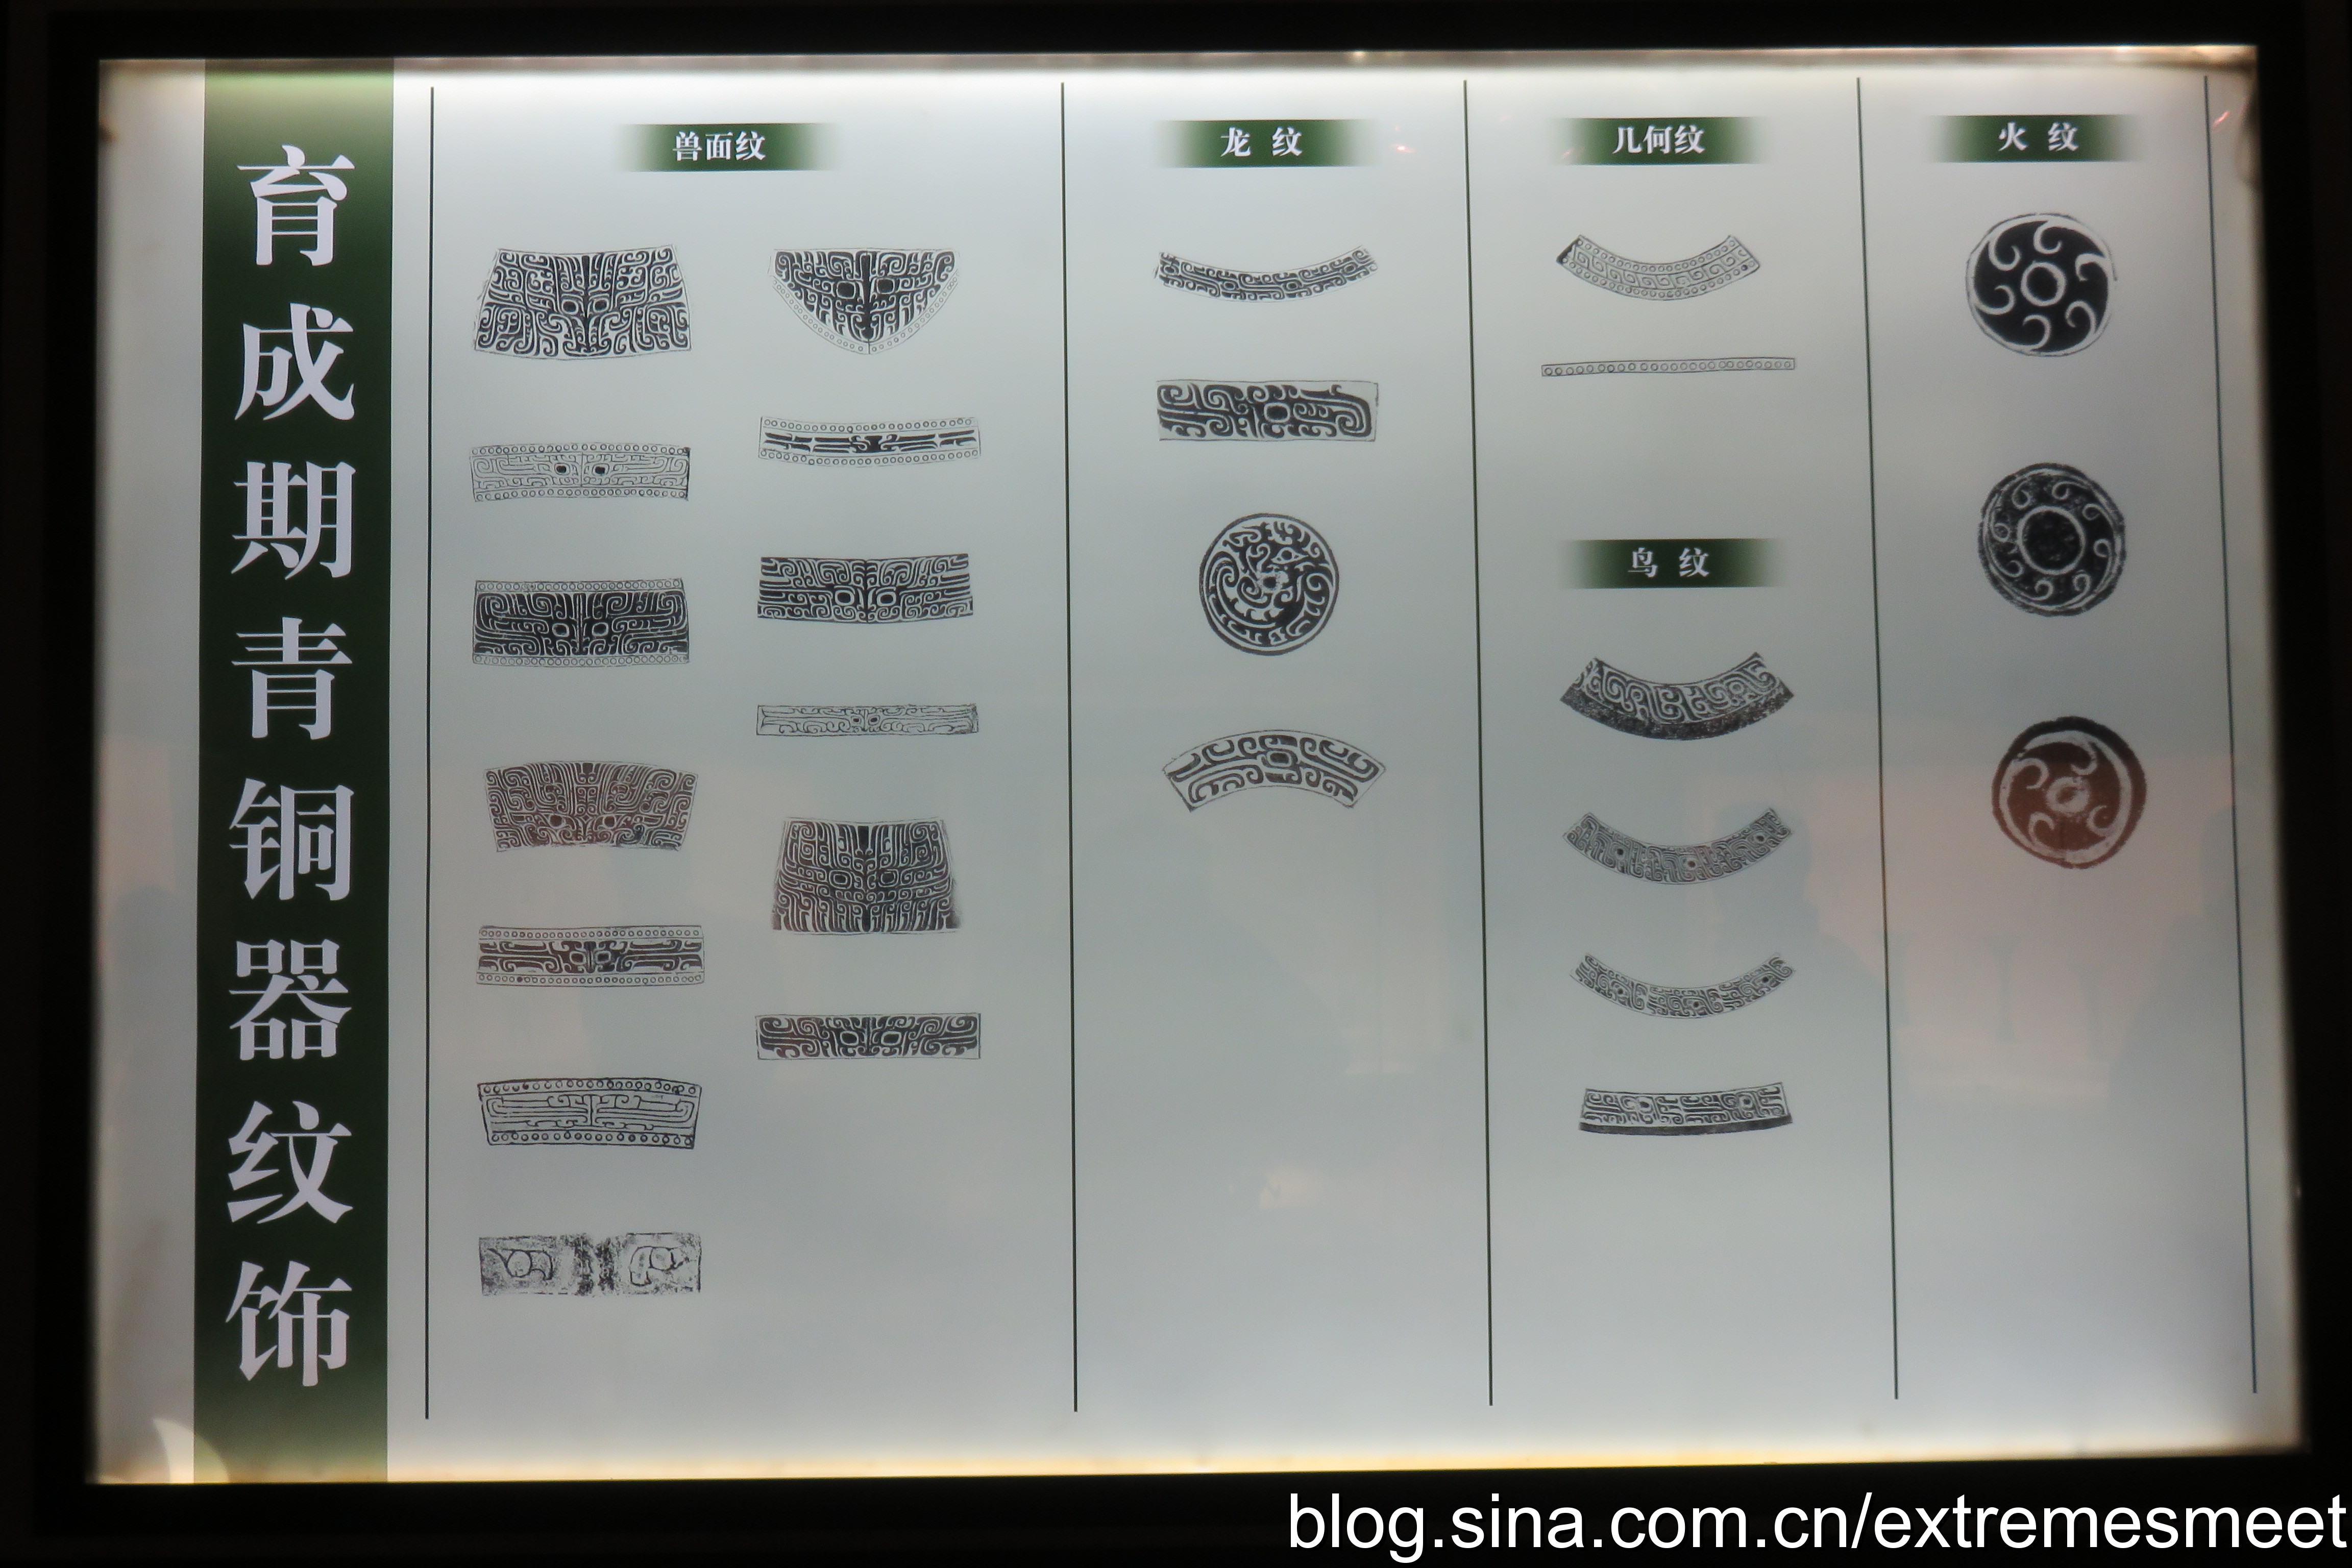 育成期青铜器纹饰
兽面纹
龙 纹
几何纹
火 纹
鸟 纹
blog.sina.com.cn/extremesmeet